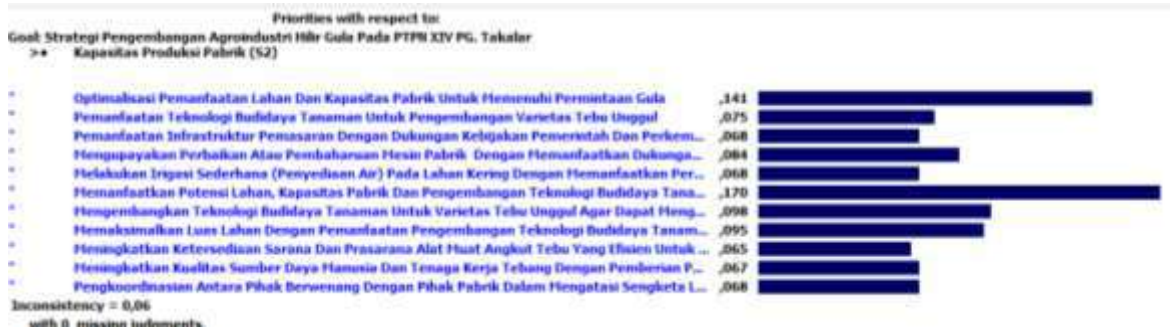 Priorities with respect to:
Goal: Strategi Pengembangan Agroindustri Hilir Gula Pada PTPN XIV PG. Takalar
>• Kapasitas Produksi Pabrik (S2)
Optimalisasi Pemanfaatan Lahan Dan Kapasitas Pabrik Untuk Memenuhi Permintaan Gula ,141
Pemanfaatan Teknologi Budidaya Tanaman Untuk Pengembangan Varietas Tebu Unggul ,075
Pemanfaatan Infrastruktur Pemasaran Dengan Dukungan Kebijakan Pemerintah Dan Perkem... ,068
Mengupayakan Perbaikan Atau Pembaharuan Mesin Pabrik Dengan Memanfaatkan Dukunga... ,084
Melakukan Irigasi Sederhana (Penyediaan Air) Pada Lahan Kering Dengan Memanfaatkan Per... ,068
Memanfaatkan Potensi Lahan, Kapasitas Pabrik Dan Pengembangan Teknologi Budidaya Tana... ,170
Mengembangkan Teknologi Budidaya Tanaman Untuk Varietas Tebu Unggul Agar Dapat Meng... ,098
Memaksimalkan Luas Lahan Dengan Pemanfaatan Pengembangan Teknologi Budidaya Tanam... ,095
Meningkatkan Ketersediaan Sarana Dan Prasarana Alat Muat Angkut Tebu Yang Efisien Untuk ... ,065
Meningkatkan Kualitas Sumber Daya Manusia Dan Tenaga Kerja Tebang Dengan Pemberian P... ,067
Pengkoordinasian Antara Pihak Berwenang Dengan Pihak Pabrik Dalam Mengatasi Sengketa L... ,068
Inconsistency = 0,06
with 0 missing judgments.